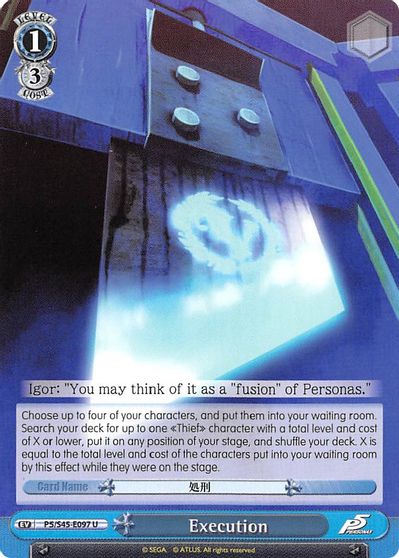 LEVEL
1
3
COST
Igor: "You may think of it as a "fusion" of Personas."
Choose up to four of your characters, and put them into your waiting room.
Search your deck for up to one «Thief» character with a total level and cost
of X or lower, put it on any position of your stage, and shuffle your deck. X is
equal to the total level and cost of the characters put into your waiting room
by this effect while they were on the stage.
Card Name
処刑
EV P5/S45-E097 U
Execution
P5
PERSONA5
© SEGA © ATLUS. All rights reserved.